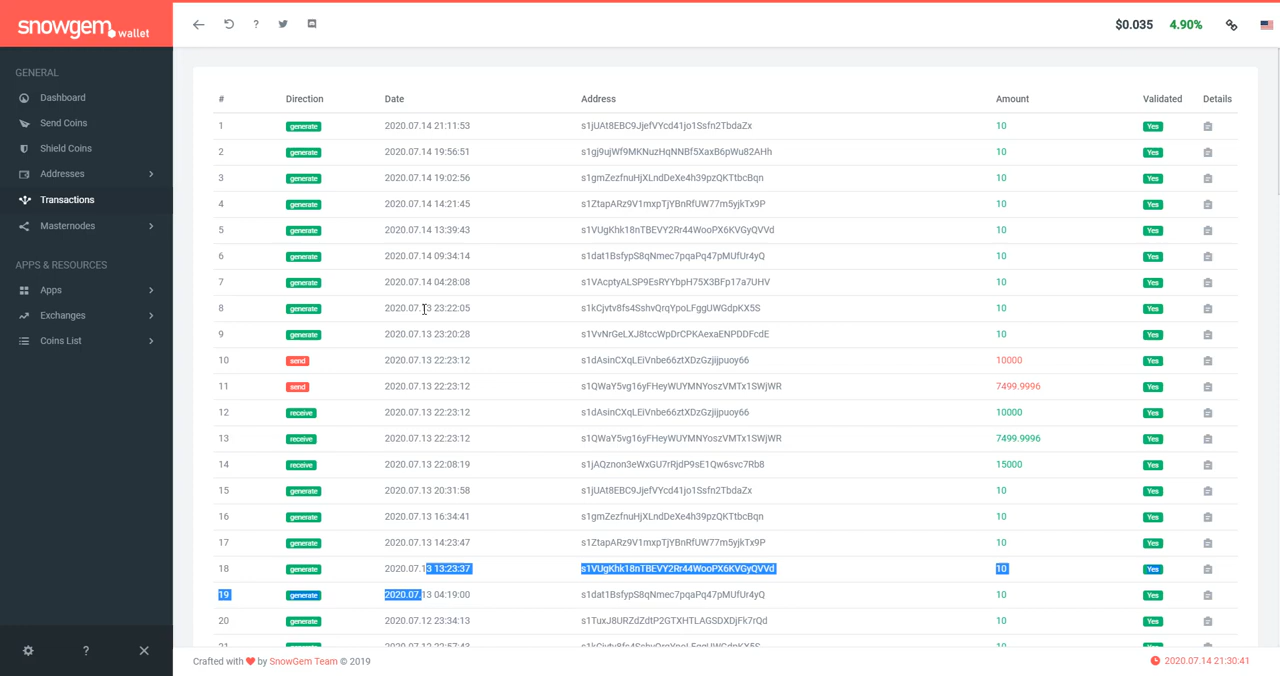 snowgem wallet
? $0.035 4.90%
GENERAL
Dashboard
Send Coins
Shield Coins
Addresses
Transactions
Masternodes
APPS & RESOURCES
Apps
Exchanges
Coins List
?
# Direction Date Address Amount Validated Details
1 generate 2020.07.14 21:11:53 s1jUAt8EBC9JjefVYcd41jo1Ssfn2TbdaZx 10 Yes
2 generate 2020.07.14 19:56:51 s1gj9ujWf9MKNuzHqNNBf5XaxB6pWu82AHh 10 Yes
3 generate 2020.07.14 19:02:56 s1gmZezfnuHjXLndDeXe4h39pzQKTtbcBqn 10 Yes
4 generate 2020.07.14 14:21:45 s1ZtapARz9V1mxpTjYBnRfUW77m5yjkTx9P 10 Yes
5 generate 2020.07.14 13:39:43 s1VUgKhk18nTBEVY2Rr44WooPX6KVGyQVVd 10 Yes
6 generate 2020.07.14 09:34:14 s1dat1BsfypS8qNmec7pqaPq47pMUfUr4yQ 10 Yes
7 generate 2020.07.14 04:28:08 s1VAcptyALSP9EsRYYbpH75X3BFp17a7UHV 10 Yes
8 generate 2020.07.13 23:22:05 s1kCjvtv8fs4SshvQrqYpoLFggUWGdpKX5S 10 Yes
9 generate 2020.07.13 23:20:28 s1VvNrGeLXJ8tccWpDrCPKAexaENPDDFcdE 10 Yes
10 send 2020.07.13 22:23:12 s1dAsinCXqLEiVnbe66ztXDzGzjijpuoy66 10000 Yes
11 send 2020.07.13 22:23:12 s1QWaY5vg16yFHeyWUYMNYoszVMTx1SWjWR 7499.9996 Yes
12 receive 2020.07.13 22:23:12 s1dAsinCXqLEiVnbe66ztXDzGzjijpuoy66 10000 Yes
13 receive 2020.07.13 22:23:12 s1QWaY5vg16yFHeyWUYMNYoszVMTx1SWjWR 7499.9996 Yes
14 receive 2020.07.13 22:08:19 s1jAQznon3eWxGU7rRjdP9sE1Qw6svc7Rb8 15000 Yes
15 generate 2020.07.13 20:31:58 s1jUAt8EBC9JjefVYcd41jo1Ssfn2TbdaZx 10 Yes
16 generate 2020.07.13 16:34:41 s1gmZezfnuHjXLndDeXe4h39pzQKTtbcBqn 10 Yes
17 generate 2020.07.13 14:23:47 s1ZtapARz9V1mxpTjYBnRfUW77m5yjkTx9P 10 Yes
18 generate 2020.07.13 13:23:37 s1VUgKhk18nTBEVY2Rr44WooPX6KVGyQVVd 10 Yes
19 generate 2020.07.13 04:19:00 s1dat1BsfypS8qNmec7pqaPq47pMUfUr4yQ 10 Yes
20 generate 2020.07.12 23:34:13 s1TuxJ8URZdZdtP2GTXHTLAGSDXDjFk7rQd 10 Yes
Crafted with by SnowGem Team © 2019 2020.07.14 21:30:41